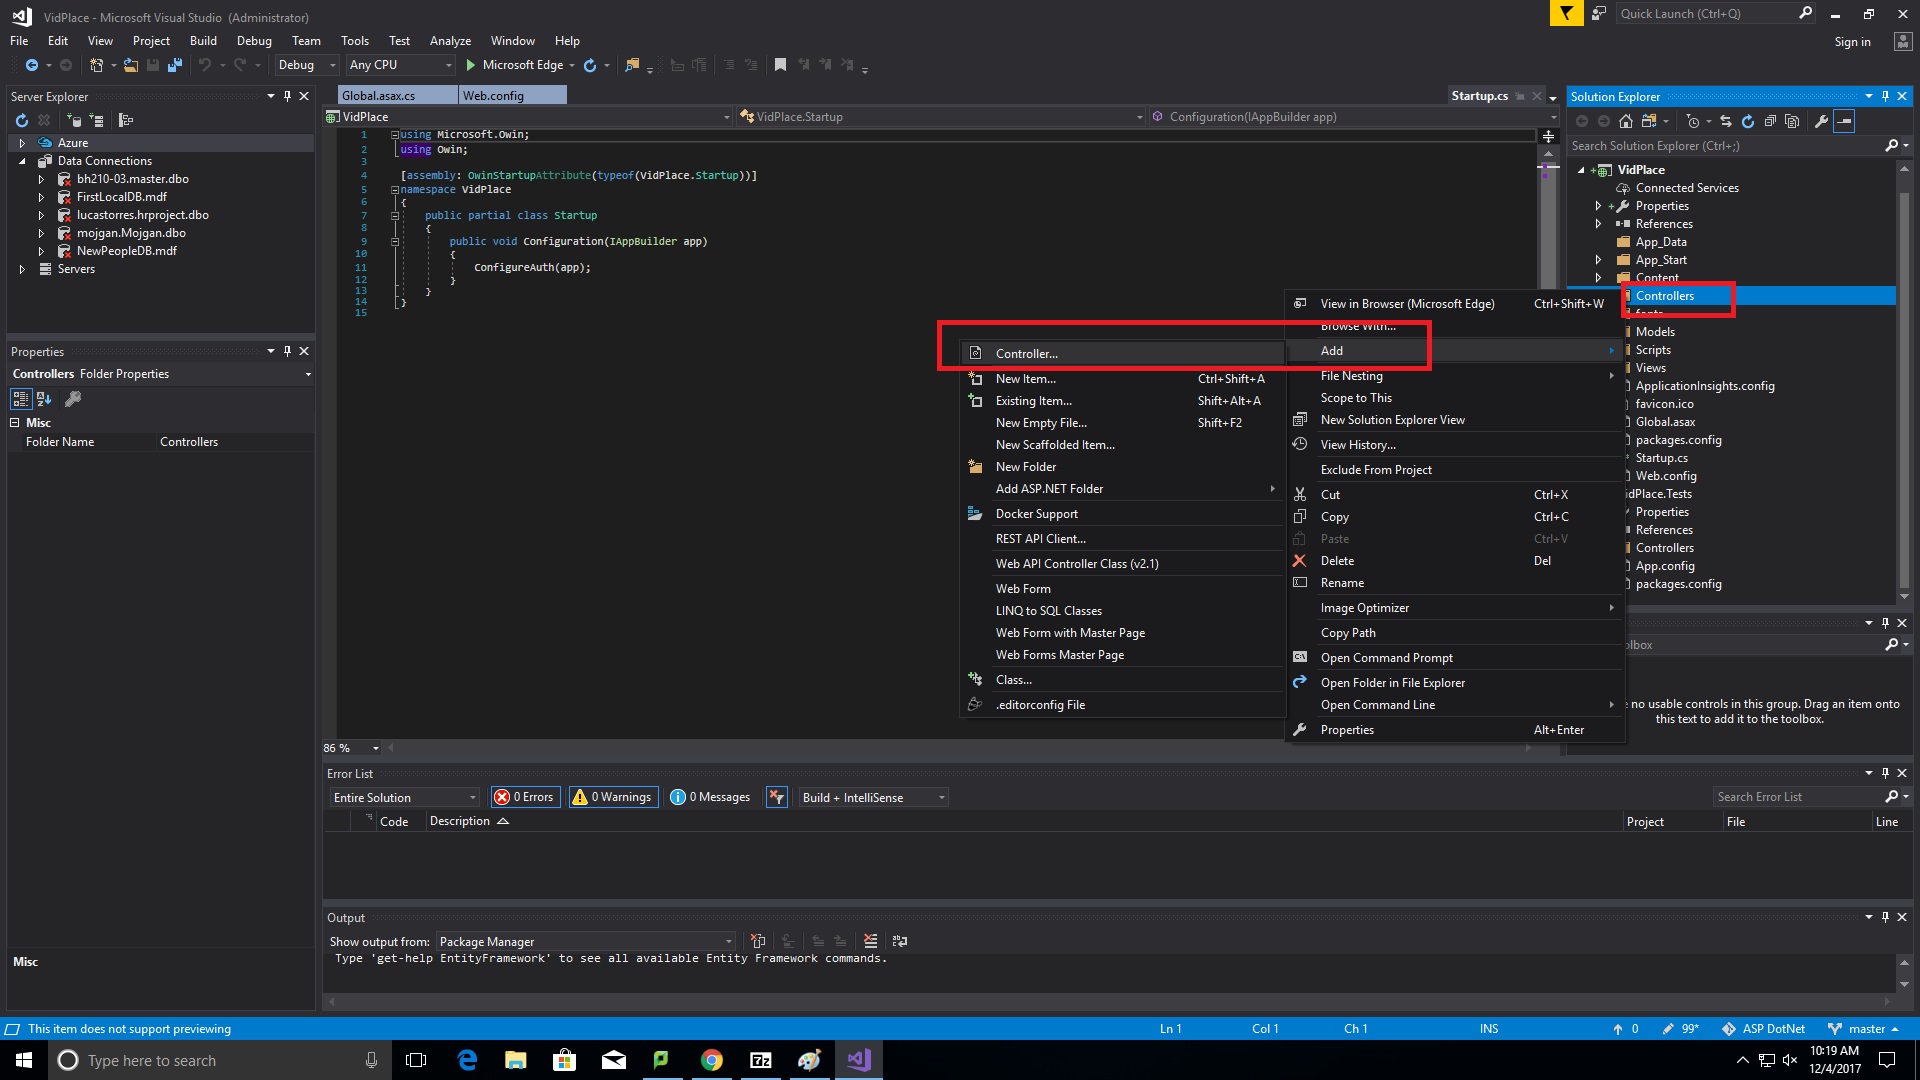 VidPlace - Microsoft Visual Studio (Administrator)
Quick Launch (Ctrl+Q)
File Edit View Project Build Debug Team Tools Test Analyze Window Help
Sign in
Debug Any CPU Microsoft Edge
Server Explorer
Azure
Data Connections
bh210-03.master.dbo
FirstLocalDB.mdf
lucastorres.hrproject.dbo
mojgan.Mojgan.dbo
NewPeopleDB.mdf
Servers
Properties
Controllers Folder Properties
Misc
Folder Name Controllers
Misc
Global.asax.cs Web.config Startup.cs
VidPlace VidPlace.Startup Configuration(IAppBuilder app)
1 using Microsoft.Owin;
2 using Owin;
3
4 [assembly: OwinStartupAttribute(typeof(VidPlace.Startup))]
5 namespace VidPlace
6 {
7 public partial class Startup
8 {
9 public void Configuration(IAppBuilder app)
10 {
11 ConfigureAuth(app);
12 }
13 }
14 }
15
86 %
Controller...
New Item... Ctrl+Shift+A
Existing Item... Shift+Alt+A
New Empty File... Shift+F2
New Scaffolded Item...
New Folder
Add ASP.NET Folder
Docker Support
REST API Client...
Web API Controller Class (v2.1)
Web Form
LINQ to SQL Classes
Web Form with Master Page
Web Forms Master Page
Class...
.editorconfig File
View in Browser (Microsoft Edge) Ctrl+Shift+W
Browse With...
Add
File Nesting
Scope to This
New Solution Explorer View
View History...
Exclude From Project
Cut Ctrl+X
Copy Ctrl+C
Paste Ctrl+V
Delete Del
Rename
Image Optimizer
Copy Path
Open Command Prompt
Open Folder in File Explorer
Open Command Line
Properties Alt+Enter
Solution Explorer
Search Solution Explorer (Ctrl+;)
VidPlace
Connected Services
Properties
References
App_Data
App_Start
Content
Controllers
fonts
Models
Scripts
Views
ApplicationInsights.config
favicon.ico
Global.asax
packages.config
Startup.cs
Web.config
idPlace.Tests
Properties
References
Controllers
App.config
packages.config
lbox
no usable controls in this group. Drag an item onto
this text to add it to the toolbox.
Error List
Entire Solution 0 Errors 0 Warnings 0 Messages Build + IntelliSense
Search Error List
Code Description Project File Line
Output
Show output from: Package Manager
Type 'get-help EntityFramework' to see all available Entity Framework commands.
This item does not support previewing Ln 1 Col 1 Ch 1 INS 0 99* ASP DotNet master
Type here to search
10:19 AM
12/4/2017